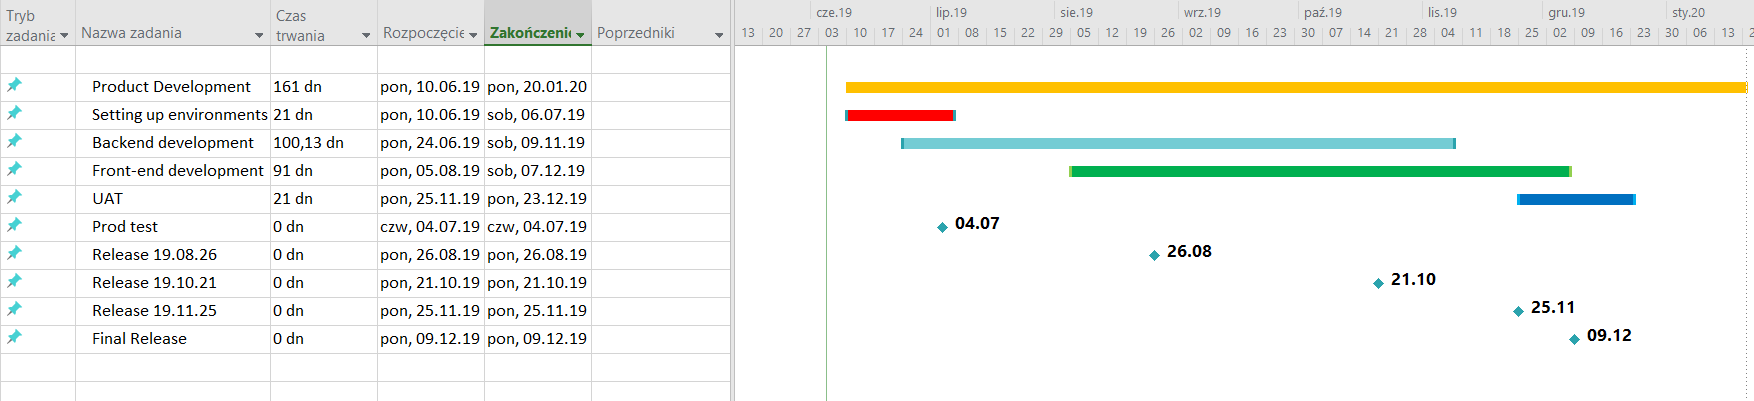 Tryb zadania Nazwa zadania Czas trwania Rozpoczęcie Zakończenie Poprzedniki
cze.19 lip.19 sie.19 wrz.19 paź.19 lis.19 gru.19 sty.20
13 20 27 03 10 17 24 01 08 15 22 29 05 12 19 26 02 09 16 23 30 07 14 21 28 04 11 18 25 02 09 16 23 30 06 13
Product Development 161 dn pon, 10.06.19 pon, 20.01.20
Setting up environments 21 dn pon, 10.06.19 sob, 06.07.19
Backend development 100,13 dn pon, 24.06.19 sob, 09.11.19
Front-end development 91 dn pon, 05.08.19 sob, 07.12.19
UAT 21 dn pon, 25.11.19 pon, 23.12.19
Prod test 0 dn czw, 04.07.19 czw, 04.07.19 04.07
Release 19.08.26 0 dn pon, 26.08.19 pon, 26.08.19 26.08
Release 19.10.21 0 dn pon, 21.10.19 pon, 21.10.19 21.10
Release 19.11.25 0 dn pon, 25.11.19 pon, 25.11.19 25.11
Final Release 0 dn pon, 09.12.19 pon, 09.12.19 09.12